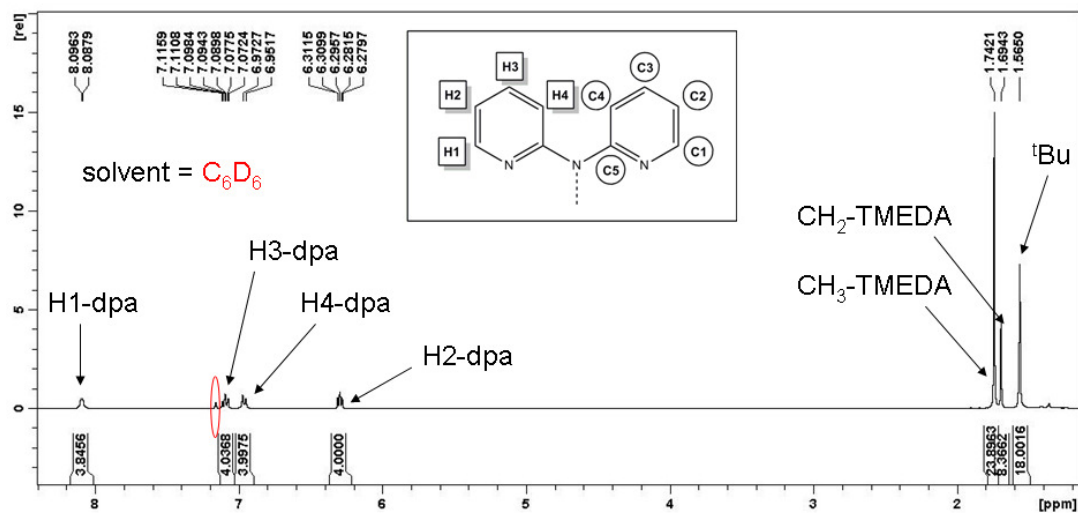 [rel]
8.0963
8.0879
7.1159
7.1108
7.0984
7.0943
7.0898
7.0775
7.0724
6.9727
6.9517
6.3115
6.3099
6.2957
6.2815
6.2797
1.7421
1.6943
1.5650
H3
C3
H2
H4
C4
C2
H1
N
N
C5
N
C1
solvent = C6D6
tBu
CH2-TMEDA
CH3-TMEDA
H3-dpa
H1-dpa
H4-dpa
H2-dpa
15
10
5
0
3.8456
4.0368
3.9975
4.0000
23.8963
8.3662
18.0016
8
7
6
5
4
3
2
[ppm]